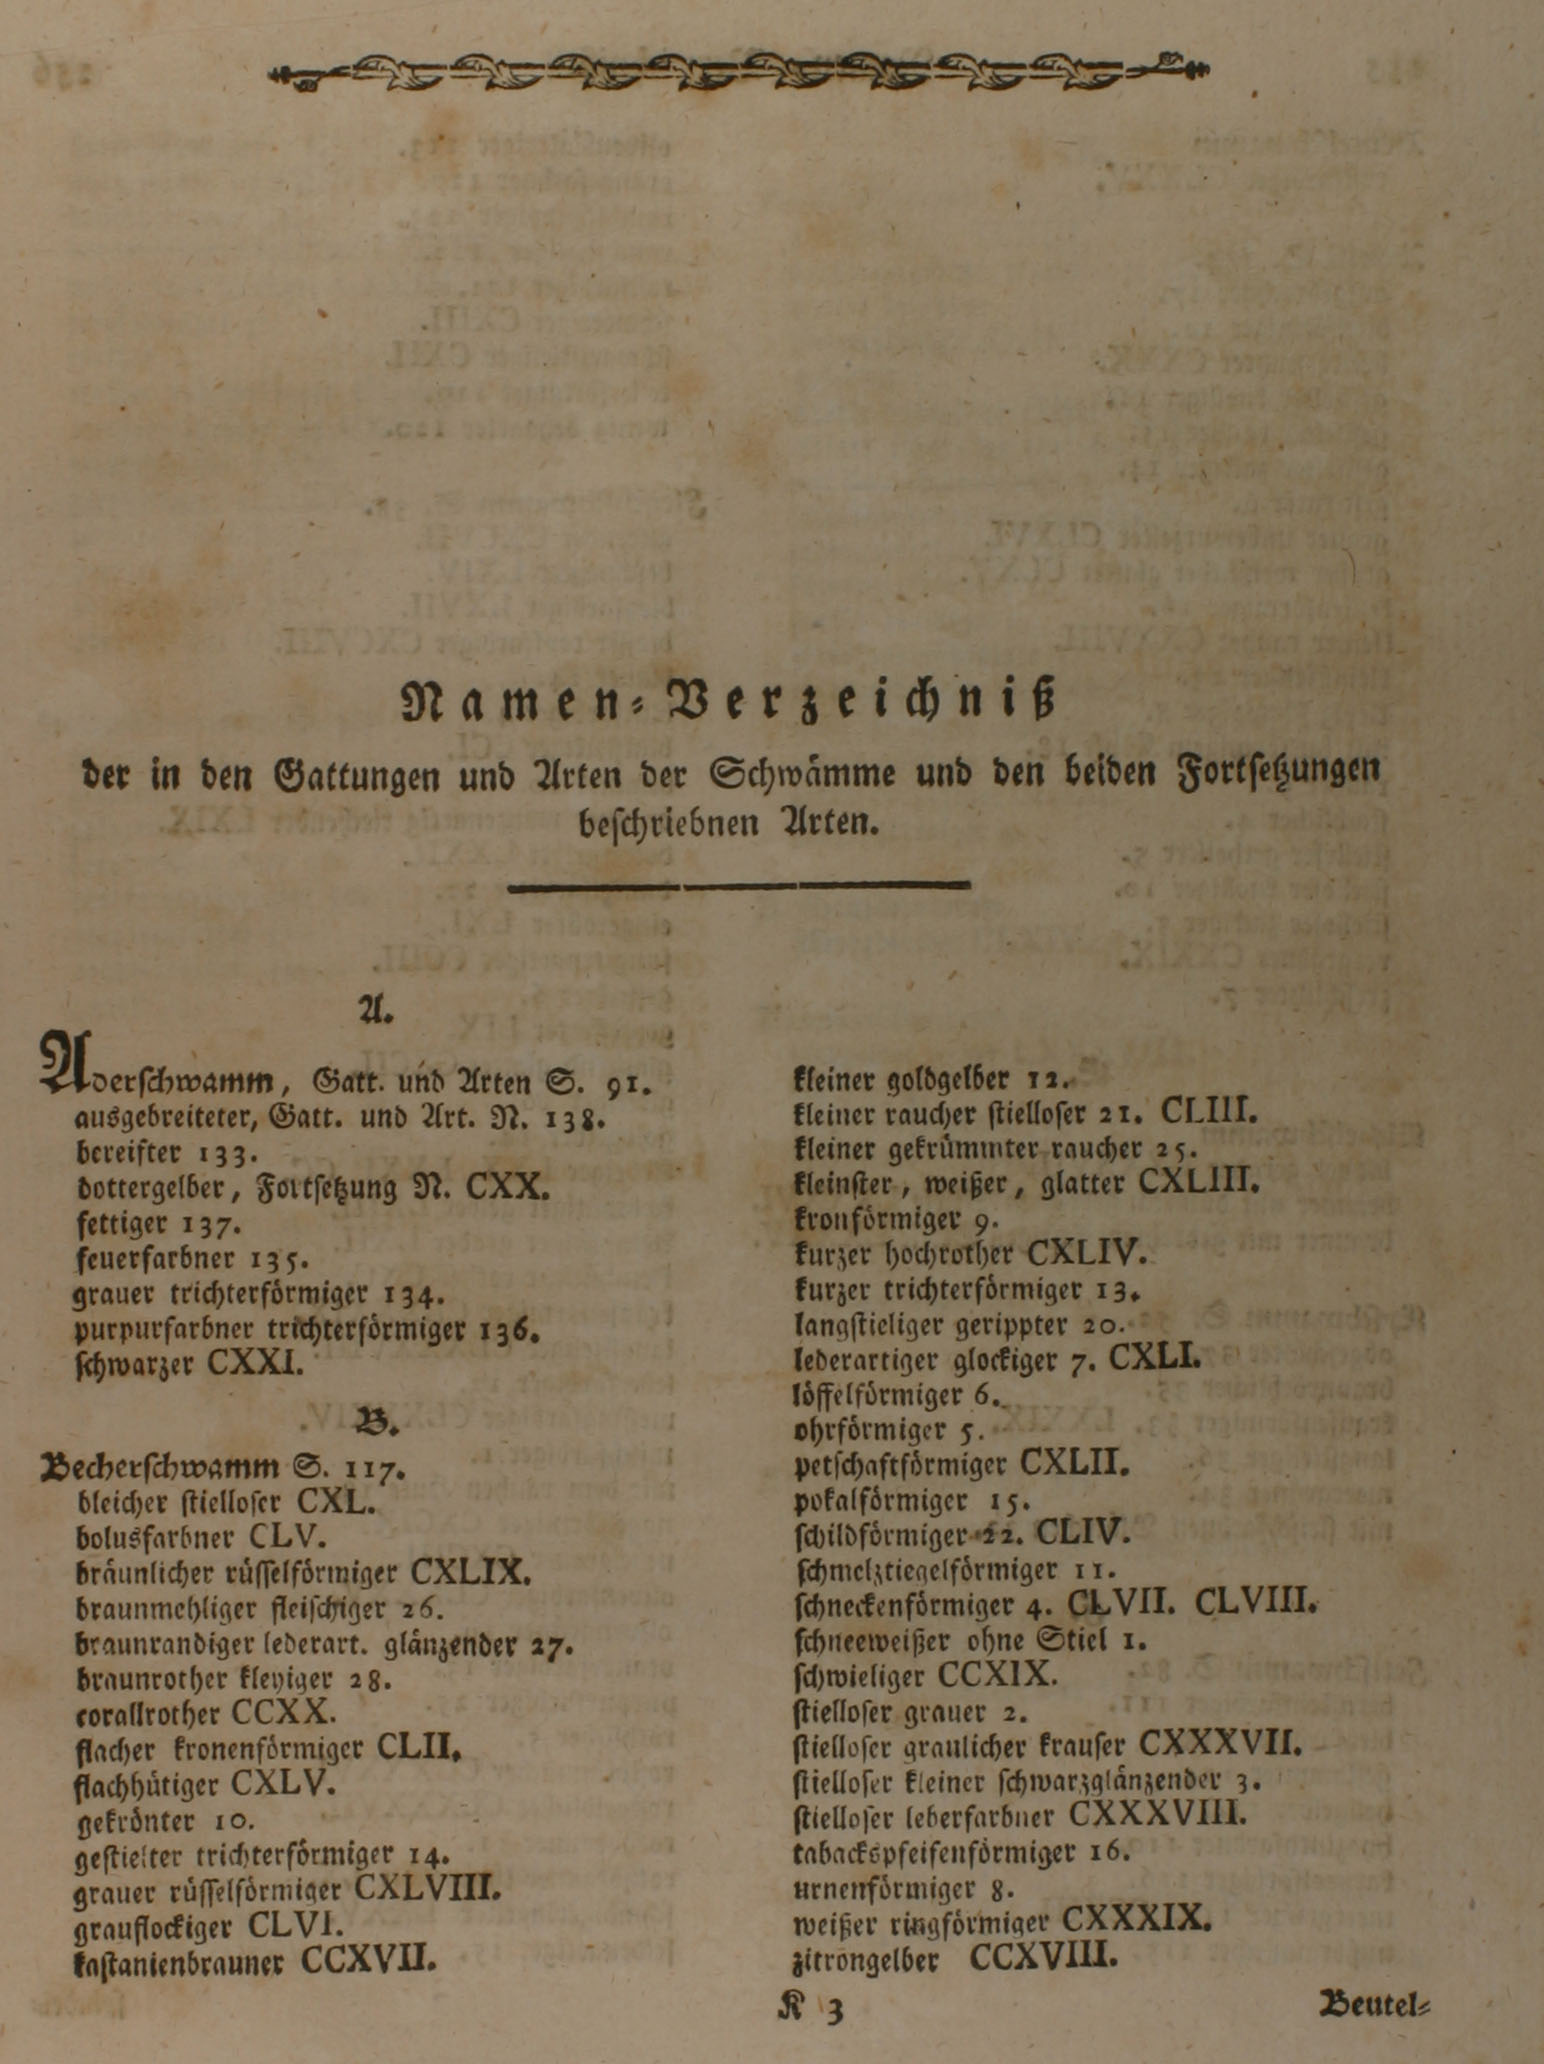 Namen-Verzeichniß
der in den Gattungen und Arten der Schwämme und den beiden Fortsetzungen
beschriebnen Arten.
A.
Aderschwamm, Gatt. und Arten S. 91.
ausgebreiteter, Gatt. und Art. N. 138.
bereifter 133.
dottergelber, Fortsetzung N. CXX.
fettiger 137.
feuerfarbner 135.
grauer trichterförmiger 134.
purpurfarbner trichterförmiger 136.
schwarzer CXXI.
B.
Becherschwamm S. 117.
bleicher stielloser CXL.
bolusfarbner CLV.
bräunlicher rüsselförmiger CXLIX.
braunmehliger fleischiger 26.
braunrandiger lederart. glänzender 27.
braunrother kleyiger 28.
corallrother CCXX.
flacher kronenförmiger CLII.
flachhütiger CXLV.
gekrönter 10.
gestielter trichterförmiger 14.
grauer rüsselförmiger CXLVIII.
grauflockiger CLVI.
kastanienbrauner CCXVII.
kleiner goldgelber 12.
kleiner raucher stielloser 21. CLIII.
kleiner gekrümmter raucher 25.
kleinster, weißer, glatter CXLIII.
kronförmiger 9.
kurzer hochrother CXLIV.
kurzer trichterförmiger 13.
langstieliger gerippter 20.
lederartiger glockiger 7. CXLI.
löffelförmiger 6.
ohrförmiger 5.
petschaftförmiger CXLII.
pokalförmiger 15.
schildförmiger 22. CLIV.
schmelztiegelförmiger 11.
schneckenförmiger 4. CLVII. CLVIII.
schneeweißer ohne Stiel 1.
schwieliger CCXIX.
stielloser grauer 2.
stielloser graulicher krauser CXXXVII.
stielloser kleiner schwarzglänzender 3.
stielloser leberfarbner CXXXVIII.
tabackspfeifenförmiger 16.
urnenförmiger 8.
weißer ringförmiger CXXXIX.
zitrongelber CCXVIII.
K 3
Beutel-